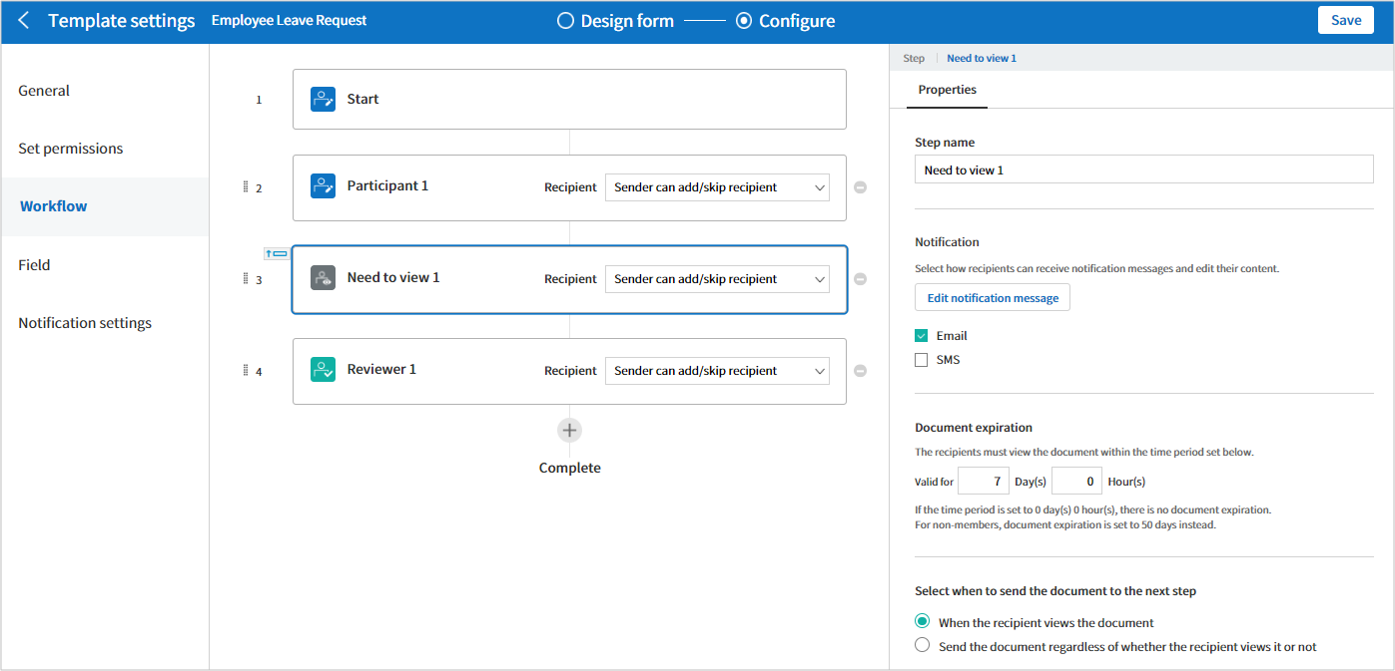 Template settings Employee Leave Request Design form Configure Save
General
Set permissions
Workflow
Field
Notification settings
1 Start
2 Participant 1 Recipient Sender can add/skip recipient
3 Need to view 1 Recipient Sender can add/skip recipient
4 Reviewer 1 Recipient Sender can add/skip recipient
Complete
Step Need to view 1
Properties
Step name
Need to view 1
Notification
Select how recipients can receive notification messages and edit their content.
Edit notification message
Email
SMS
Document expiration
The recipients must view the document within the time period set below.
Valid for 7 Day(s) 0 Hour(s)
If the time period is set to 0 day(s) 0 hour(s), there is no document expiration.
For non-members, document expiration is set to 50 days instead.
Select when to send the document to the next step
When the recipient views the document
Send the document regardless of whether the recipient views it or not